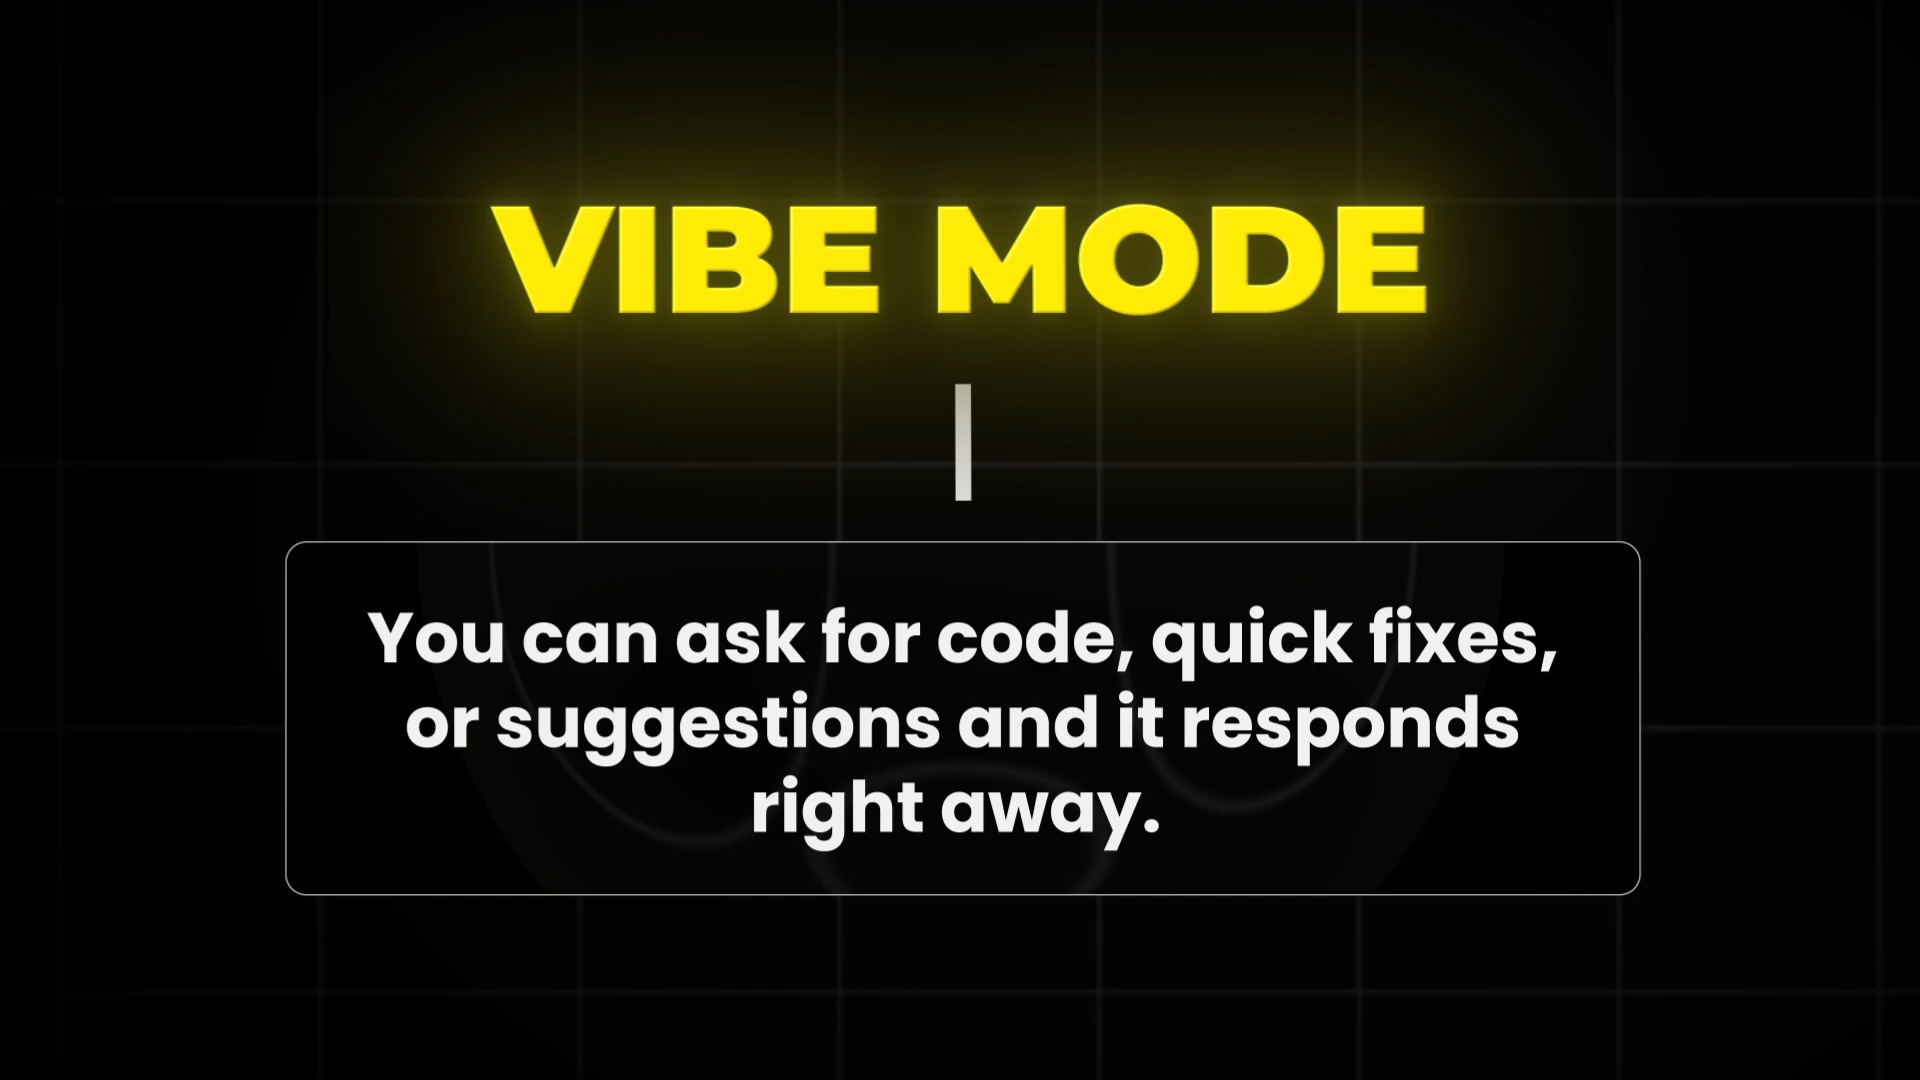 VIBE MODE
You can ask for code, quick fixes,
or suggestions and it responds
right away.